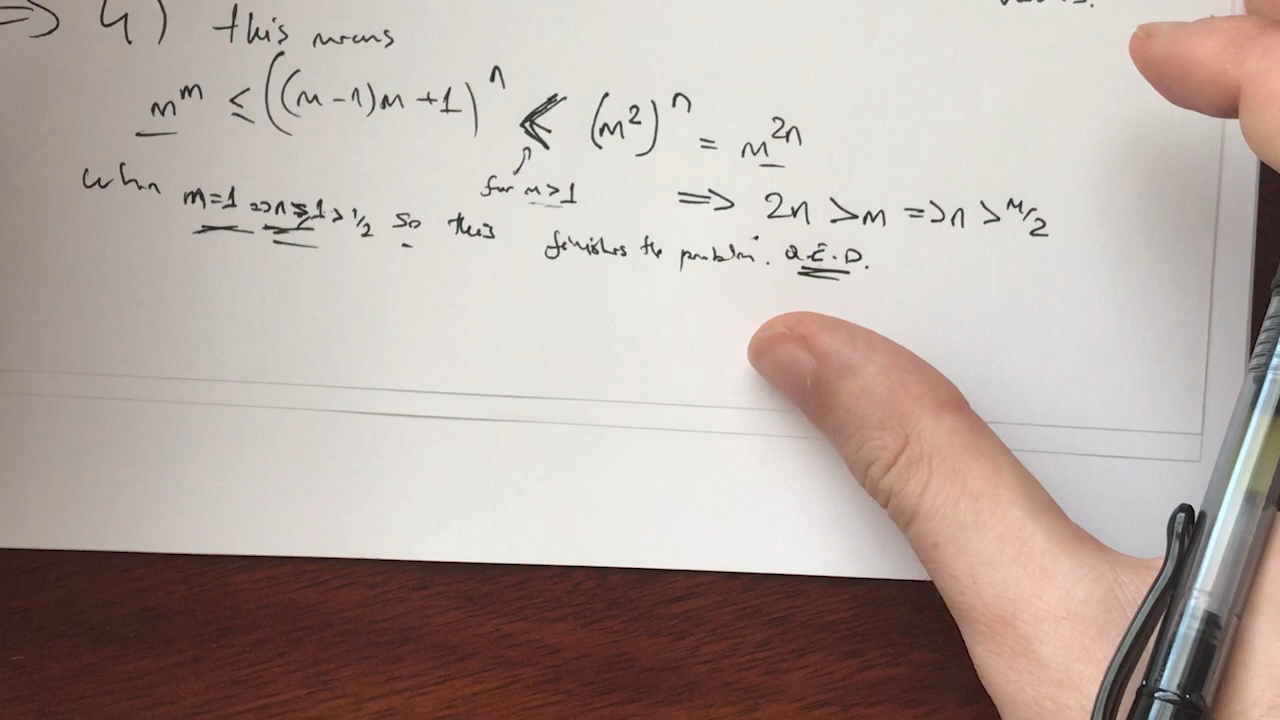 => 4) this means
m^m ≤ ((m-1)m+1)^n < (m²)^n = m^2n
for m>1
=> 2n > m => n > m/2
when m=1 => n ≥ 1 > 1/2 so this finishes the problem. Q.E.D.